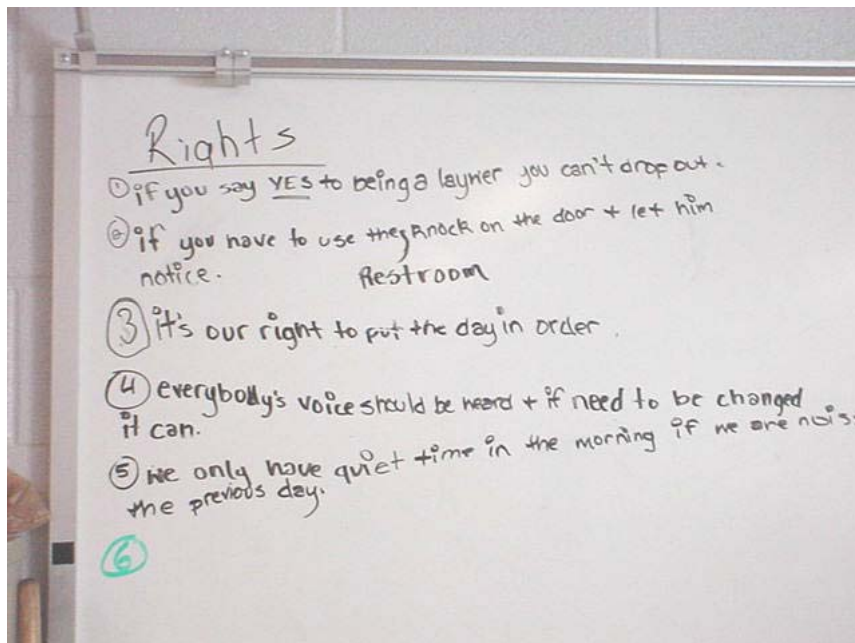 Rights
① if you say YES to being a laywer you can't drop out.
② if you have to use they knock on the door + let him
notice. Restroom
③ it's our right to put the day in order.
④ everybody's voice should be heard + if need to be changed
it can.
⑤ we only have quiet time in the morning if we are nois
the previous day.
⑥